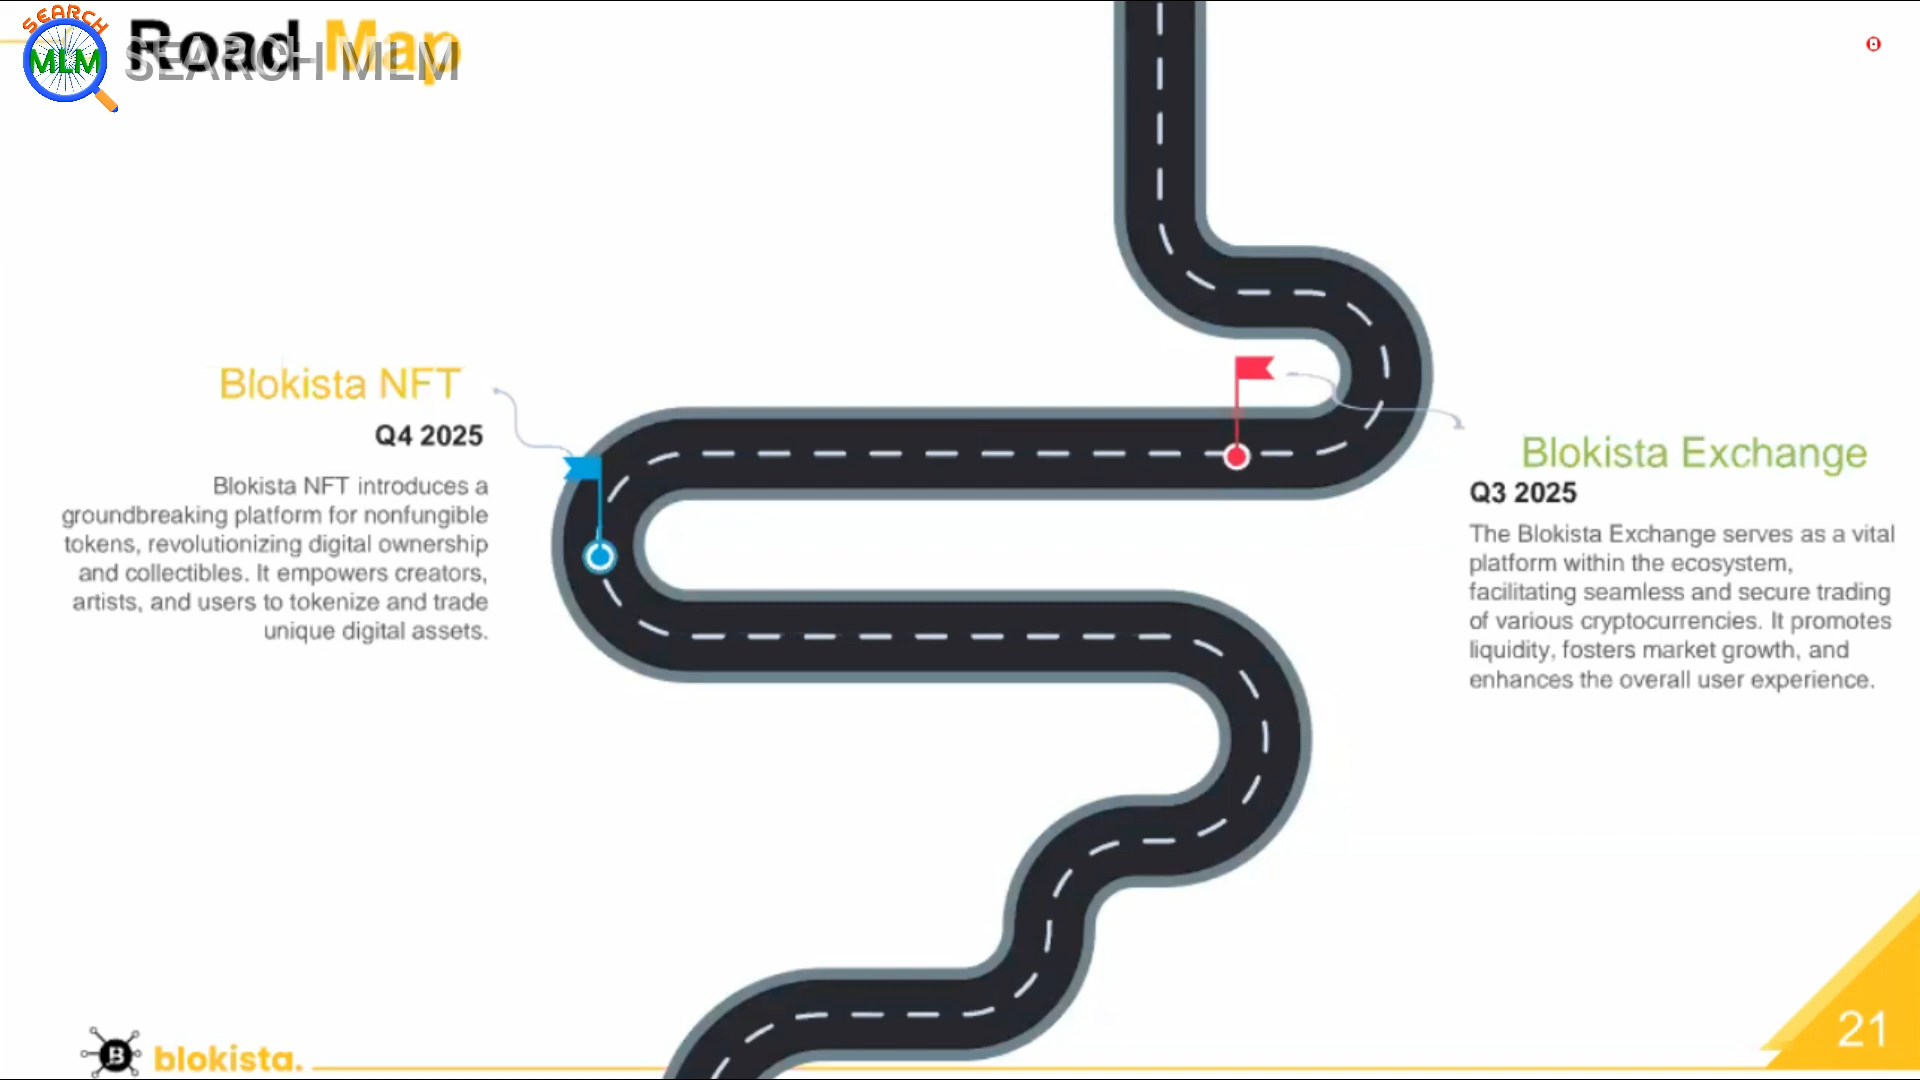 Road Map
SEARCH
MLM
SEARCH MLM
Blokista NFT
Q4 2025
Blokista NFT introduces a
groundbreaking platform for nonfungible
tokens, revolutionizing digital ownership
and collectibles. It empowers creators,
artists, and users to tokenize and trade
unique digital assets.
Blokista Exchange
Q3 2025
The Blokista Exchange serves as a vital
platform within the ecosystem,
facilitating seamless and secure trading
of various cryptocurrencies. It promotes
liquidity, fosters market growth, and
enhances the overall user experience.
B
blokista.
21